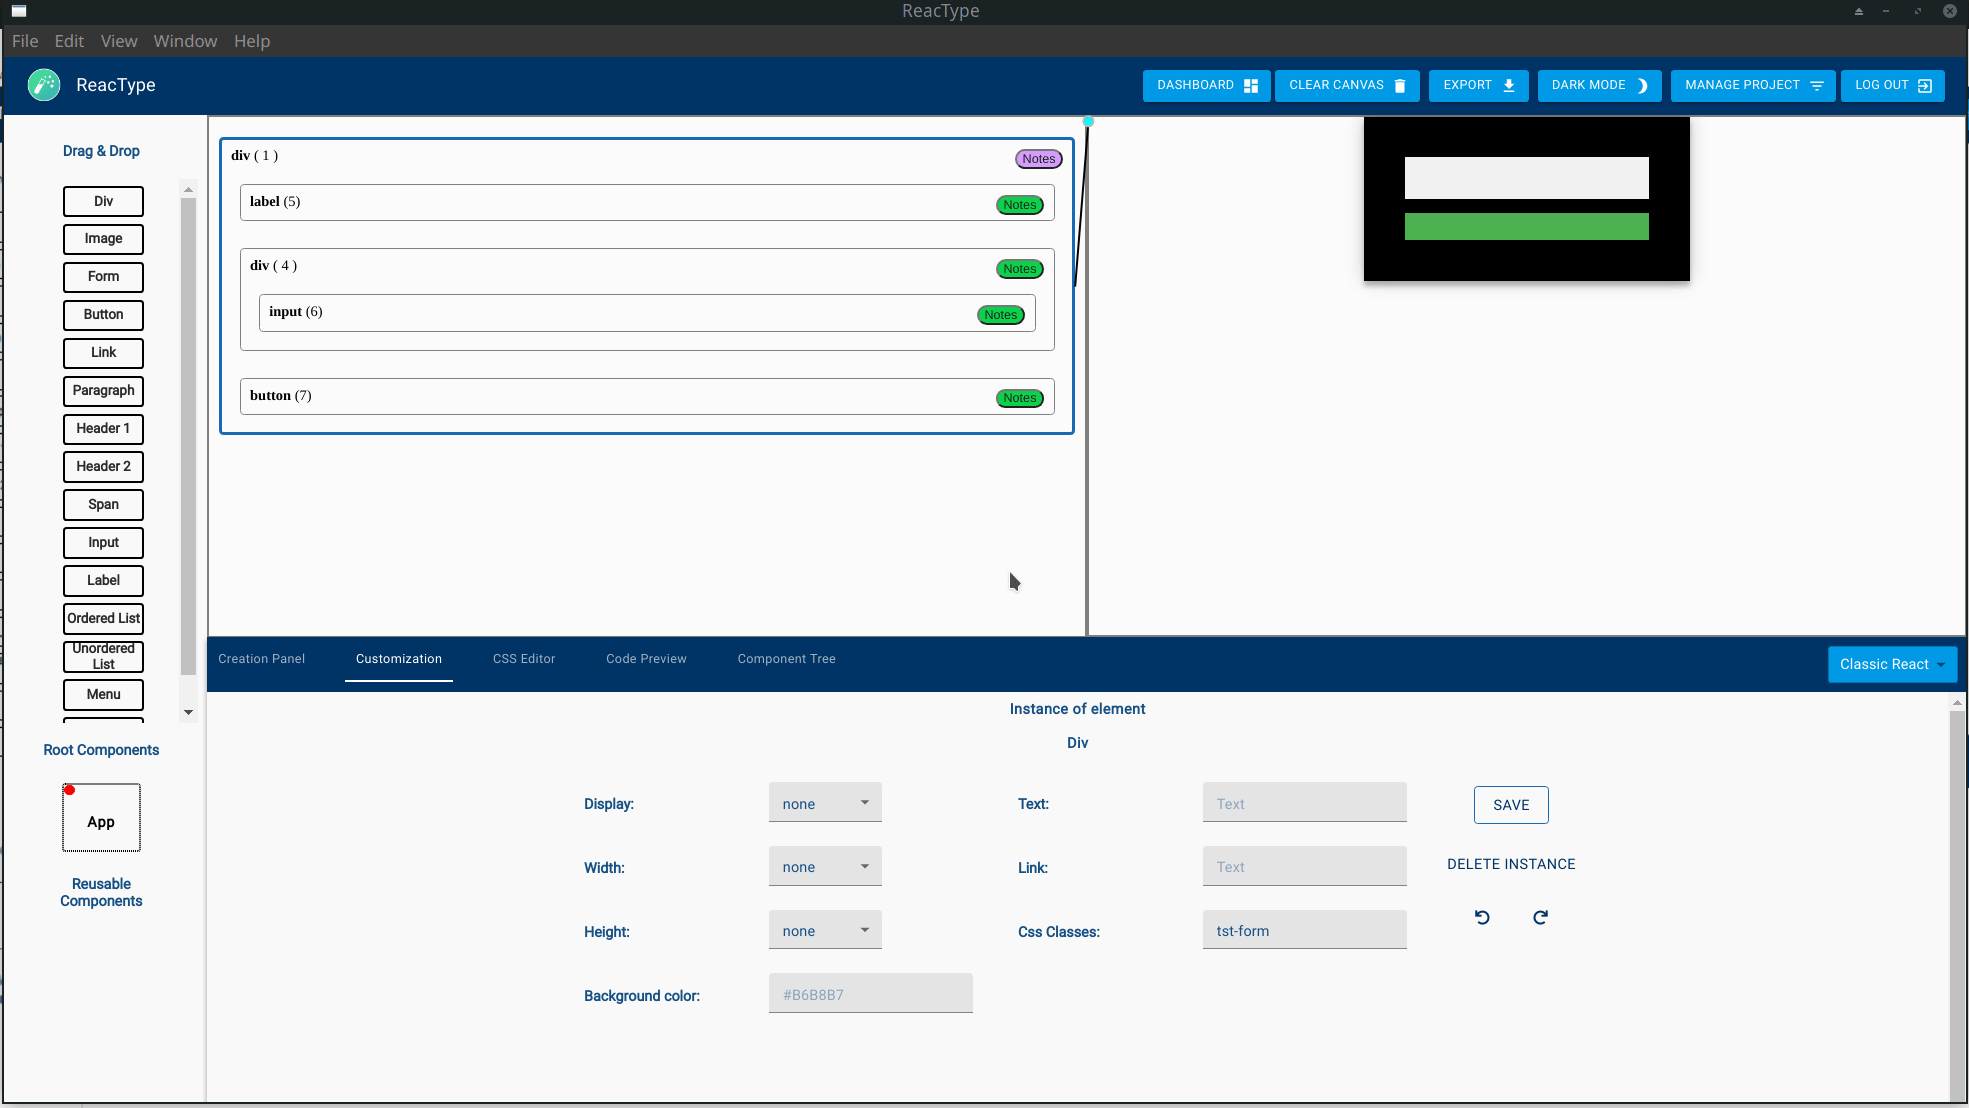 ReacType
File Edit View Window Help
ReacType
DASHBOARD CLEAR CANVAS EXPORT DARK MODE MANAGE PROJECT LOG OUT
Drag & Drop
Div
Image
Form
Button
Link
Paragraph
Header 1
Header 2
Span
Input
Label
Ordered List
Unordered
List
Menu
Root Components
App
Reusable
Components
div ( 1 ) Notes
label (5) Notes
div ( 4 ) Notes
input (6) Notes
button (7) Notes
Creation Panel Customization CSS Editor Code Preview Component Tree Classic React
Instance of element
Div
Display: none Text: Text SAVE
Width: none Link: Text DELETE INSTANCE
Height: none Css Classes: tst-form
Background color: #B6B8B7